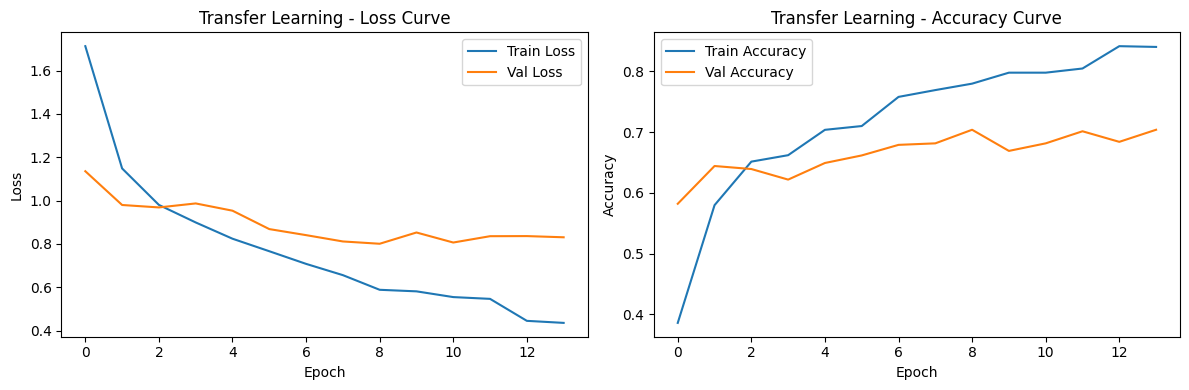 Transfer Learning - Loss Curve
Train Loss
Val Loss
1.6
1.4
1.2
1.0
0.8
0.6
0.4
Loss
0 2 4 6 8 10 12
Epoch
Transfer Learning - Accuracy Curve
Train Accuracy
Val Accuracy
0.8
0.7
0.6
0.5
0.4
Accuracy
0 2 4 6 8 10 12
Epoch